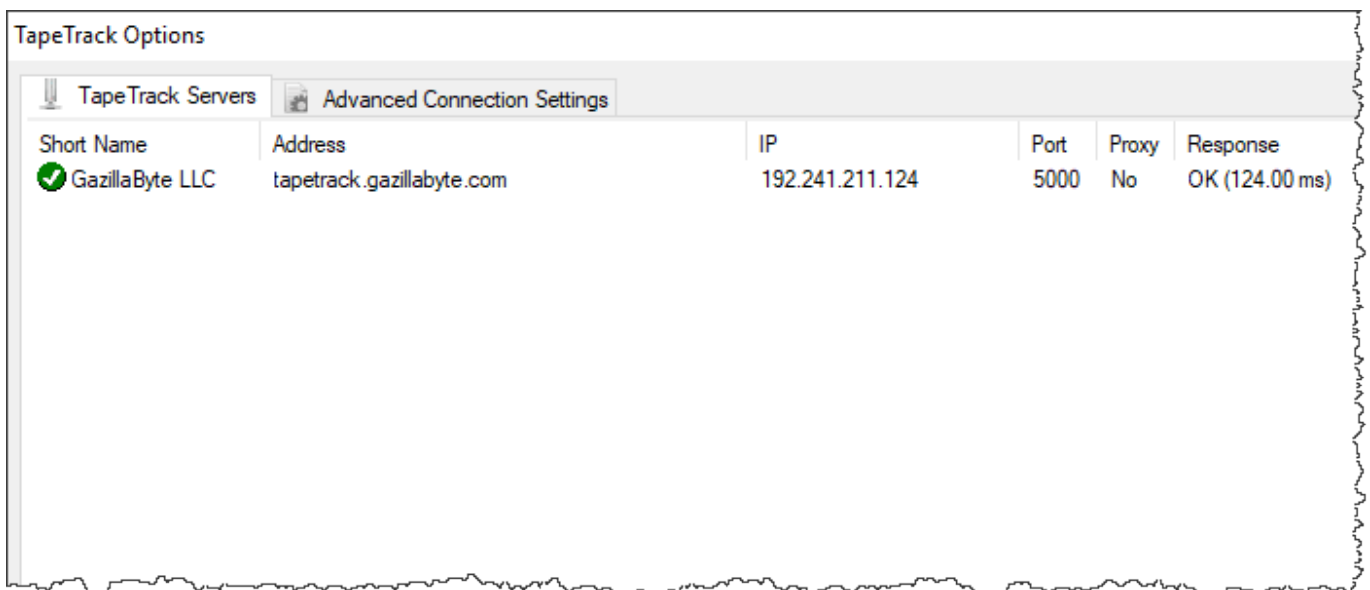 TapeTrack Options
TapeTrack Servers Advanced Connection Settings
Short Name Address IP Port Proxy Response
GazillaByte LLC tapetrack.gazillabyte.com 192.241.211.124 5000 No OK (124.00 ms)